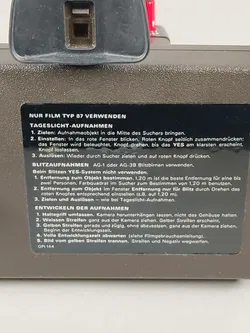 NUR FILM TYP 87 VERWENDEN
TAGESLICHT-AUFNAHMEN
1. Zielen: Aufnahmeobjekt in die Mitte des Suchers bringen.
2. Einstellen: In das rote Fenster blicken, Roten Knopf seitlich zusammendrücken:
das Fenster wird beleuchtet, Knopf drehen, bis das YES am klarsten erscheint.
Knopf loslassen.
3. Auslösen: Wieder durch Sucher zielen und auf roten Knopf drücken.
BLITZAUFNAHMEN AG-1 oder AG-3B Blitzbirnen verwenden.
Beim Blitzen YES-System nicht verwenden.
1. Entfernung zum Objekt bestimmen. 1,20 m ist die beste Entfernung für eine bis
zwei Personen. Farbquadrat im Sucher zum Bestimmen von 1,20 m benutzen.
2. Entfernung zum Objekt im Fenster Entfernung nur für Blitz durch Drehen des
roten Knopfes entsprechend einstellen (Knopf nicht zusammendrücken).
3. Zielen und Auslösen – wie bei Tageslicht-Aufnahmen.
ENTWICKELN DER AUFNAHMEN
1. Haltegriff umfassen. Kamera herunterhängen lassen, nicht das Gehäuse halten.
2. Weissen Streifen gerade, ganz aus der Kamera ziehen. Gelber Streifen erscheint.
3. Gelben Streifen gerade und zügig, ohne abzusetzen, ganz aus der Kamera ziehen.
Beginn der Entwicklungszeit.
4. Volle Entwicklungszeit abwarten (siehe Filmgebrauchsanleitung).
5. Bild vom gelben Streifen trennen. Streifen und Negativ wegwerfen.